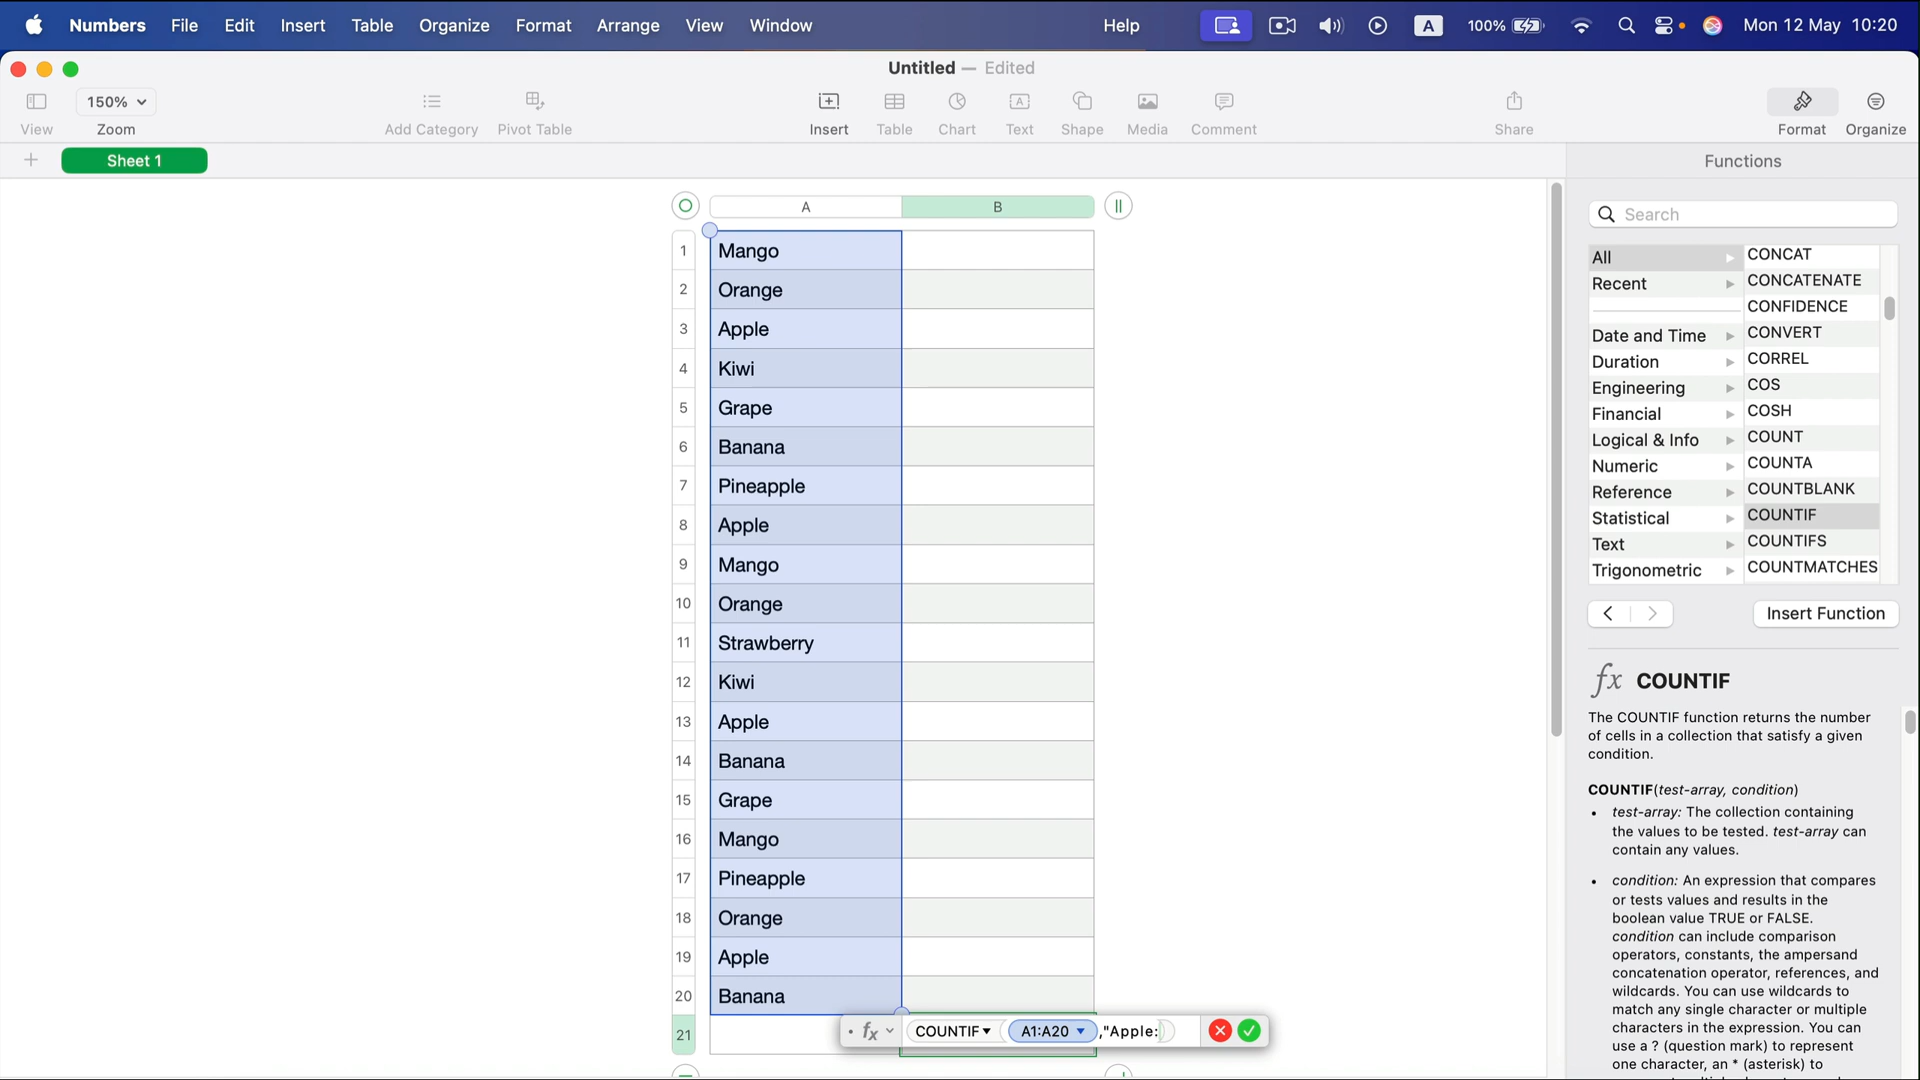 Numbers File Edit Insert Table Organize Format Arrange View Window Help A 100% Mon 12 May 10:20
Untitled — Edited
150%
View Zoom Add Category Pivot Table Insert Table Chart Text Shape Media Comment Share Format Organize
Sheet 1
Functions
A B
1 Mango
2 Orange
3 Apple
4 Kiwi
5 Grape
6 Banana
7 Pineapple
8 Apple
9 Mango
10 Orange
11 Strawberry
12 Kiwi
13 Apple
14 Banana
15 Grape
16 Mango
17 Pineapple
18 Orange
19 Apple
20 Banana
21
fx COUNTIF A1:A20 ,"Apple:
Search
All
Recent
Date and Time
Duration
Engineering
Financial
Logical & Info
Numeric
Reference
Statistical
Text
Trigonometric
CONCAT
CONCATENATE
CONFIDENCE
CONVERT
CORREL
COS
COSH
COUNT
COUNTA
COUNTBLANK
COUNTIF
COUNTIFS
COUNTMATCHES
Insert Function
fx COUNTIF
The COUNTIF function returns the number
of cells in a collection that satisfy a given
condition.
COUNTIF(test-array, condition)
• test-array: The collection containing
the values to be tested. test-array can
contain any values.
• condition: An expression that compares
or tests values and results in the
boolean value TRUE or FALSE.
condition can include comparison
operators, constants, the ampersand
concatenation operator, references, and
wildcards. You can use wildcards to
match any single character or multiple
characters in the expression. You can
use a ? (question mark) to represent
one character, an * (asterisk) to